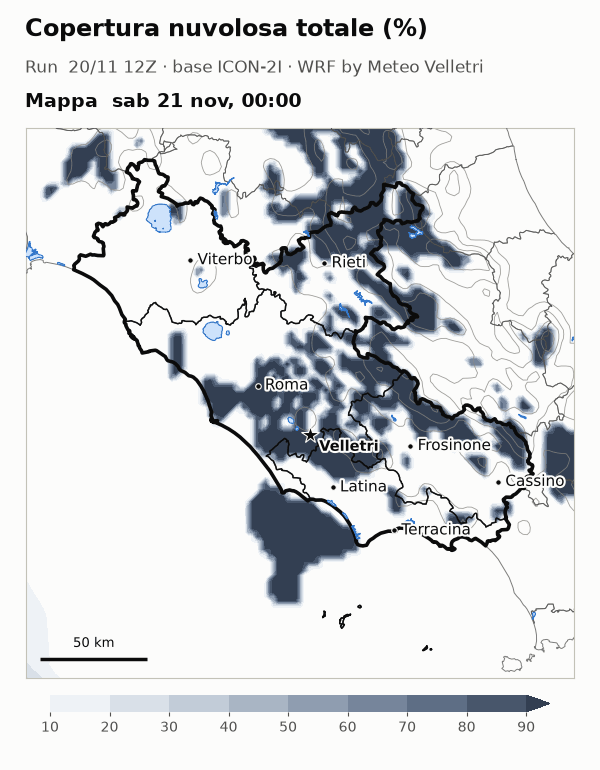 Copertura nuvolosa totale (%)
Run  20/11 12Z · base ICON-2I · WRF by Meteo Velletri
Mappa  sab 21 nov, 00:00
Viterbo
Rieti
Roma
Velletri
Frosinone
Latina
Cassino
Terracina
50 km
10 20 30 40 50 60 70 80 90